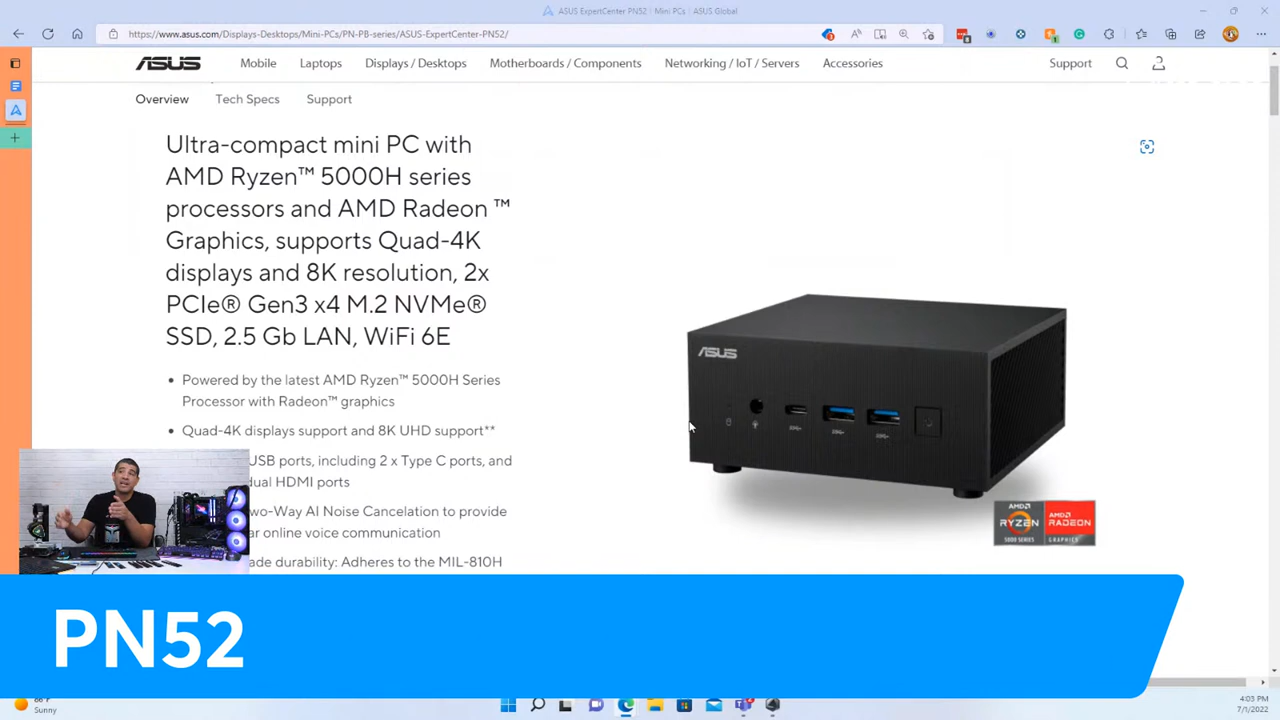 ASUS ExpertCenter PN52 | Mini PCs | ASUS Global
https://www.asus.com/Displays-Desktops/Mini-PCs/PN-PB-series/ASUS-ExpertCenter-PN52/
ASUS Mobile Laptops Displays / Desktops Motherboards / Components Networking / IoT / Servers Accessories Support
Overview Tech Specs Support
Ultra-compact mini PC with
AMD Ryzen™ 5000H series
processors and AMD Radeon ™
Graphics, supports Quad-4K
displays and 8K resolution, 2x
PCIe® Gen3 x4 M.2 NVMe®
SSD, 2.5 Gb LAN, WiFi 6E
• Powered by the latest AMD Ryzen™ 5000H Series
Processor with Radeon™ graphics
• Quad-4K displays support and 8K UHD support**
USB ports, including 2 x Type C ports, and
dual HDMI ports
wo-Way AI Noise Cancelation to provide
ar online voice communication
ade durability: Adheres to the MIL-810H
ASUS
AMD
RYZEN
5000 SERIES
AMD
RADEON
GRAPHICS
PN52
Sunny
4:03 PM
7/1/2022